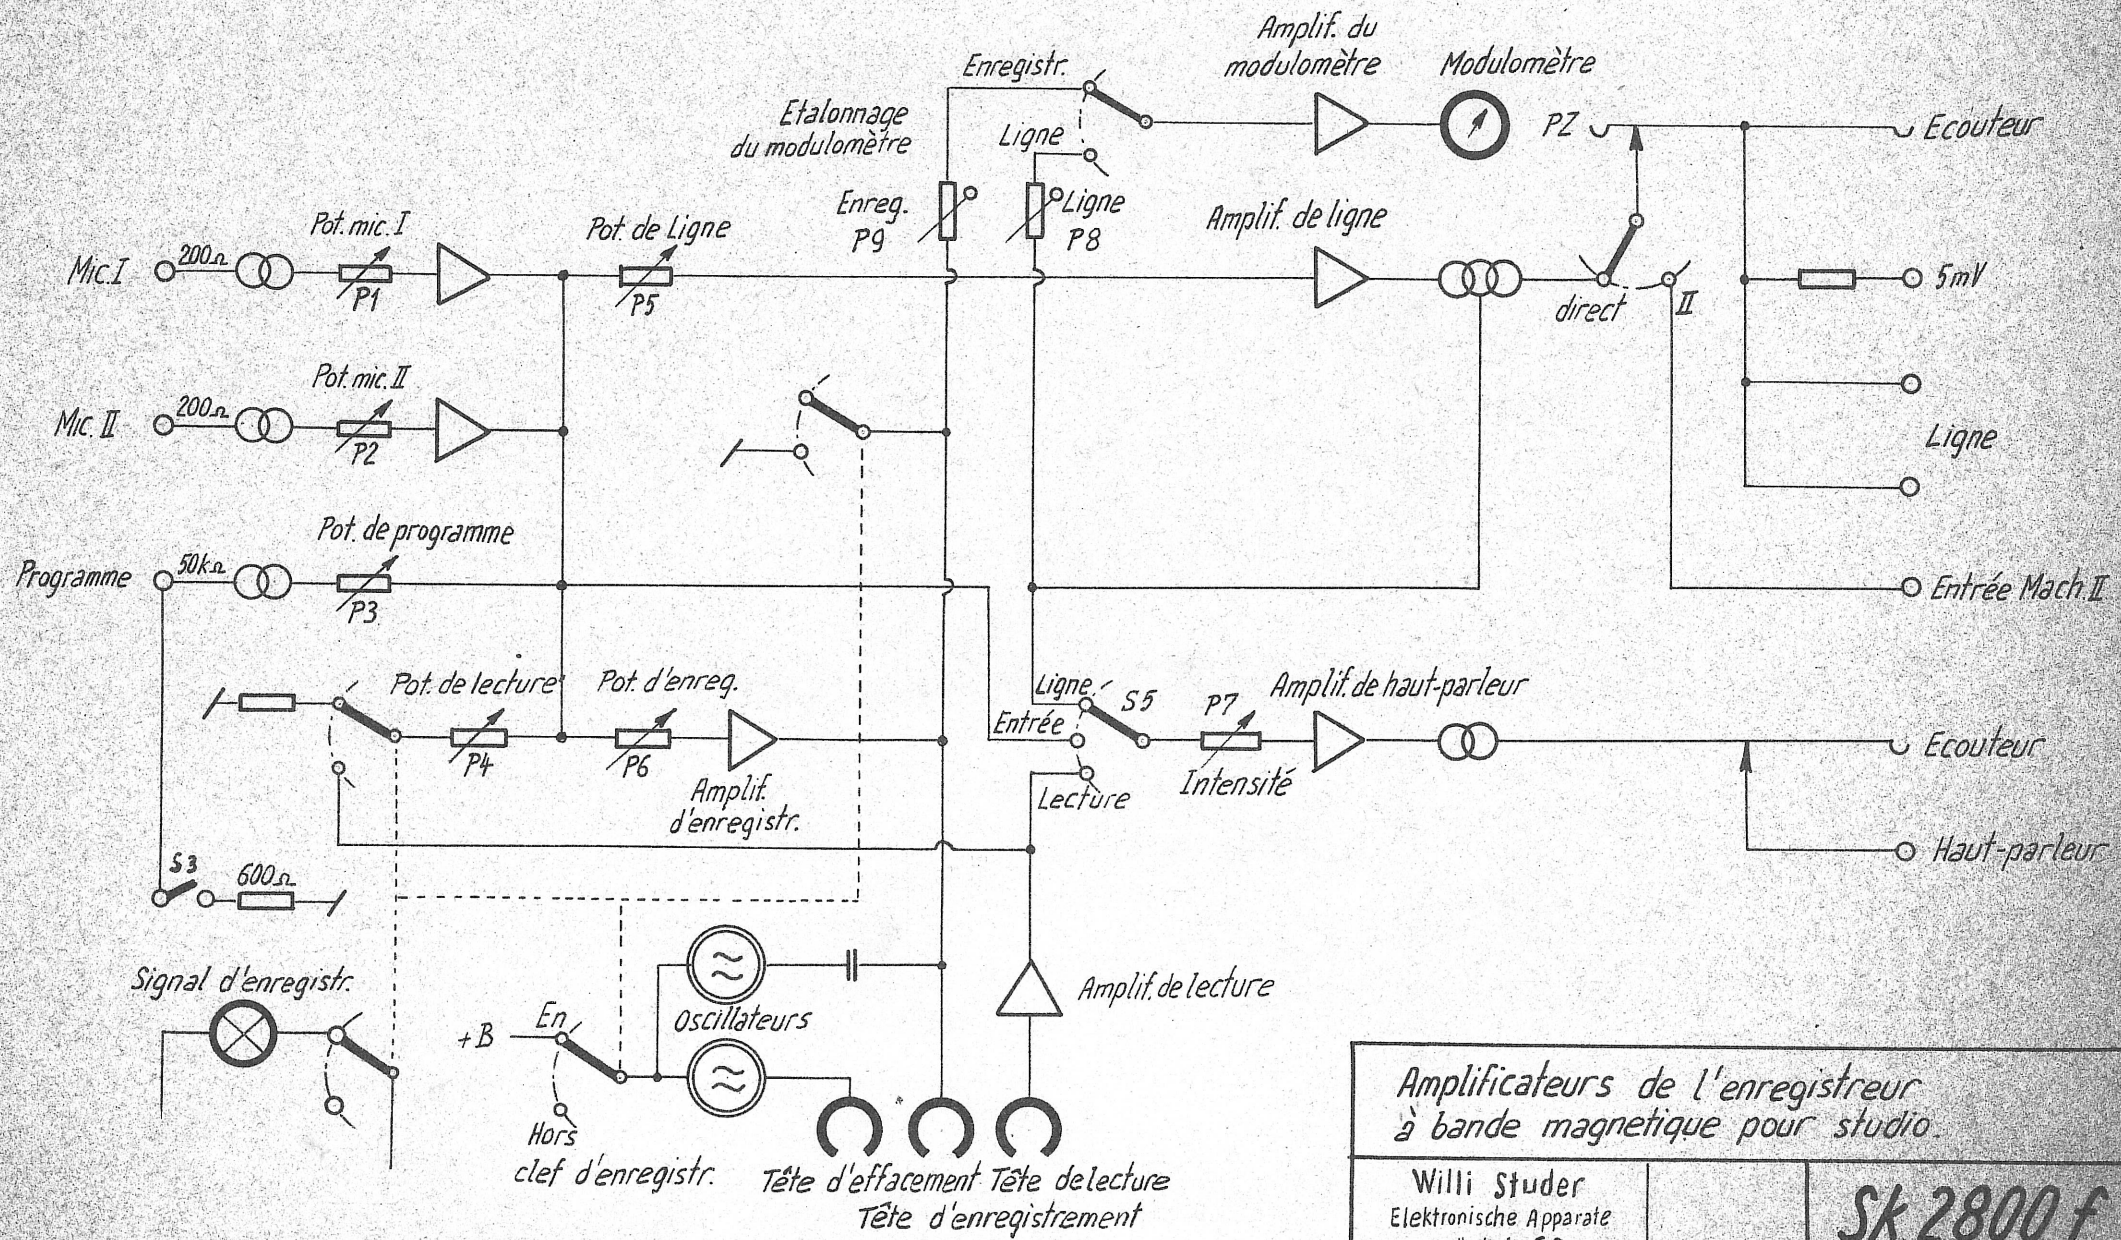 Amplif. du
modulomètre
Modulomètre
Enregistr.
Etalonnage
du modulomètre
Ligne
PZ
Ecouteur
Enreg.
P9
Ligne
P8
Amplif. de ligne
Pot. mic. I
Pot. de Ligne
Mic. I
200Ω
P1
P5
direct
II
5mV
Pot. mic. II
Mic. II
200Ω
P2
Ligne
Pot. de programme
Programme
50kΩ
P3
Entrée Mach. II
Pot. de lecture
Pot. d'enreg.
Ligne
S5
P7
Amplif. de haut-parleur
Entrée
Ecouteur
P4
P6
Lecture
Intensité
Amplif.
d'enregistr.
Haut-parleur
S3
600Ω
Signal d'enregistr.
Amplif. de lecture
+B
En
Oscillateurs
Hors
clef d'enregistr.
Tête d'effacement
Tête de lecture
Tête d'enregistrement
Amplificateurs de l'enregistreur
à bande magnetique pour studio.
Willi Studer
Elektronische Apparate
SK 2800 f